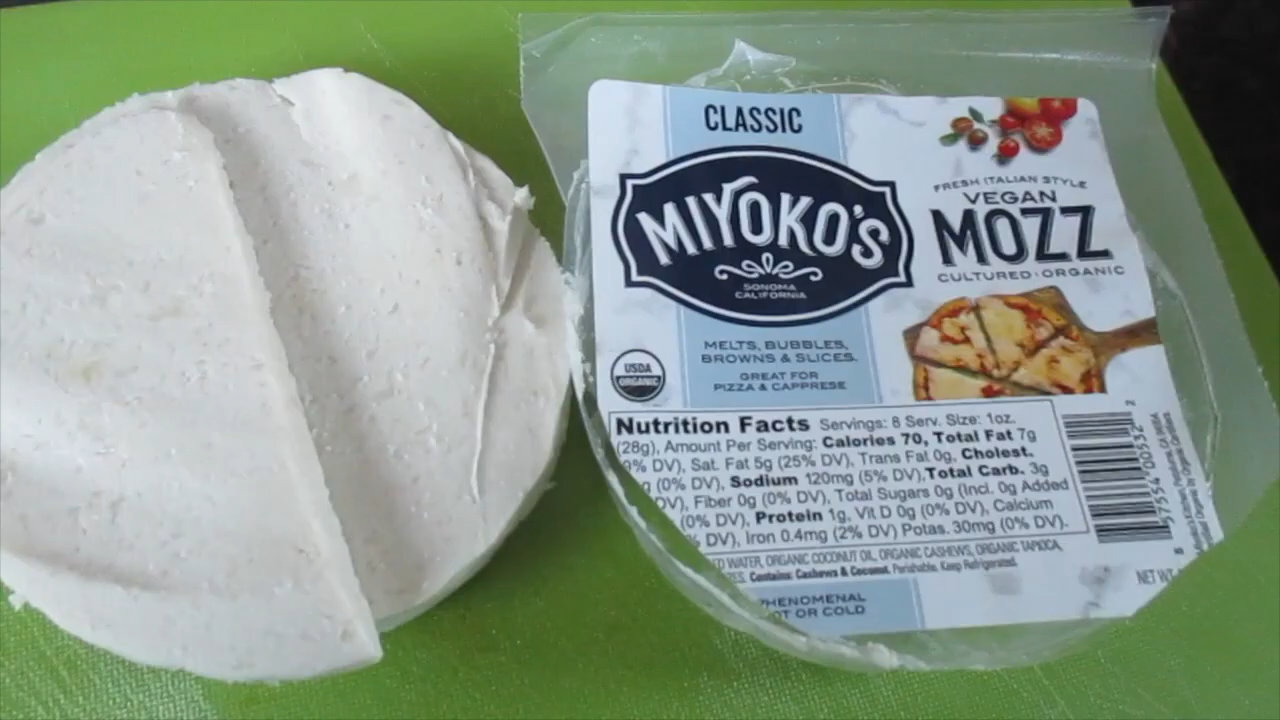 CLASSIC
MIYOKO'S
SONOMA
CALIFORNIA
FRESH ITALIAN STYLE
VEGAN
MOZZ
CULTURED · ORGANIC
MELTS, BUBBLES,
BROWNS & SLICES.
GREAT FOR
PIZZA & CAPPRESE
USDA
ORGANIC
Nutrition Facts Servings: 8 Serv. Size: 1oz.
(28g), Amount Per Serving: Calories 70, Total Fat 7g
9% DV), Sat. Fat 5g (25% DV), Trans Fat 0g, Cholest.
g (0% DV), Sodium 120mg (5% DV), Total Carb. 3g
DV), Fiber 0g (0% DV), Total Sugars 0g (Incl. 0g Added
(0% DV), Protein 1g, Vit D 0g (0% DV), Calcium
% DV), Iron 0.4mg (2% DV) Potas. 30mg (0% DV).
WATER, ORGANIC COCONUT OIL, ORGANIC CASHEWS, ORGANIC TAPIOCA,
Contains: Cashews & Coconut. Perishable. Keep Refrigerated.
PHENOMENAL
OT OR COLD
NET WT